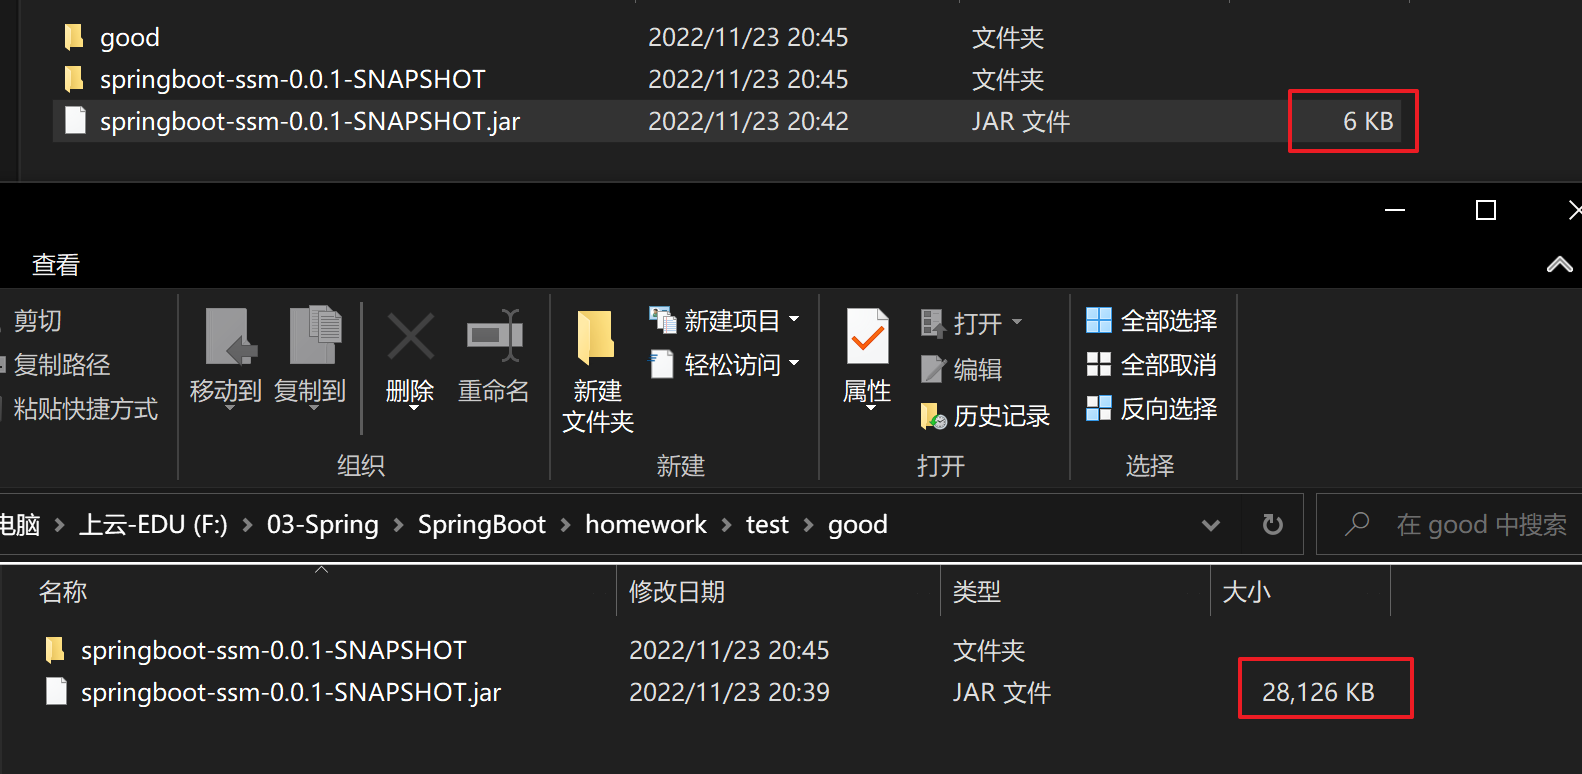 good 2022/11/23 20:45 文件夹
springboot-ssm-0.0.1-SNAPSHOT 2022/11/23 20:45 文件夹
springboot-ssm-0.0.1-SNAPSHOT.jar 2022/11/23 20:42 JAR 文件 6 KB
查看
剪切
复制路径
粘贴快捷方式
移动到
复制到
删除
重命名
组织
新建
文件夹
新建项目
轻松访问
新建
属性
打开
编辑
历史记录
打开
全部选择
全部取消
反向选择
选择
电脑 > 上云-EDU (F:) > 03-Spring > SpringBoot > homework > test > good
在 good 中搜索
名称 修改日期 类型 大小
springboot-ssm-0.0.1-SNAPSHOT 2022/11/23 20:45 文件夹
springboot-ssm-0.0.1-SNAPSHOT.jar 2022/11/23 20:39 JAR 文件 28,126 KB